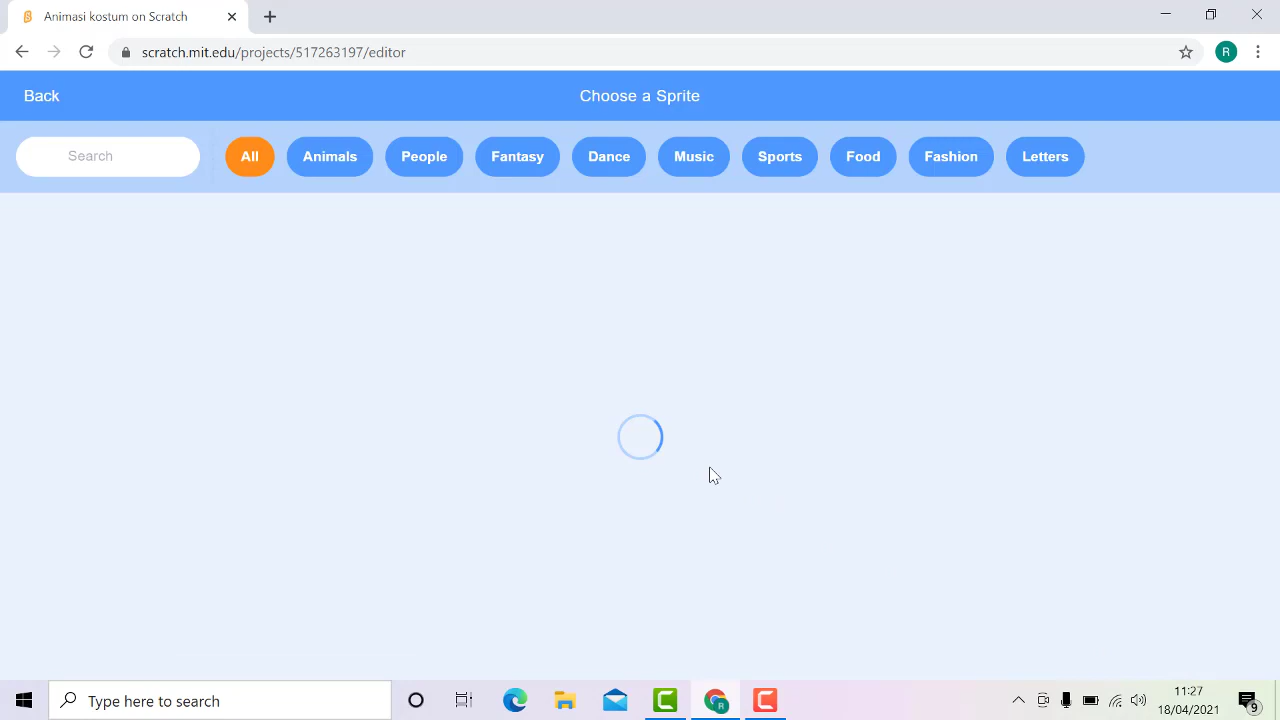 Animasi kostum on Scratch
scratch.mit.edu/projects/517263197/editor
R
Back
Choose a Sprite
Search
All
Animals
People
Fantasy
Dance
Music
Sports
Food
Fashion
Letters
Type here to search
R
11:27
18/04/2021
9